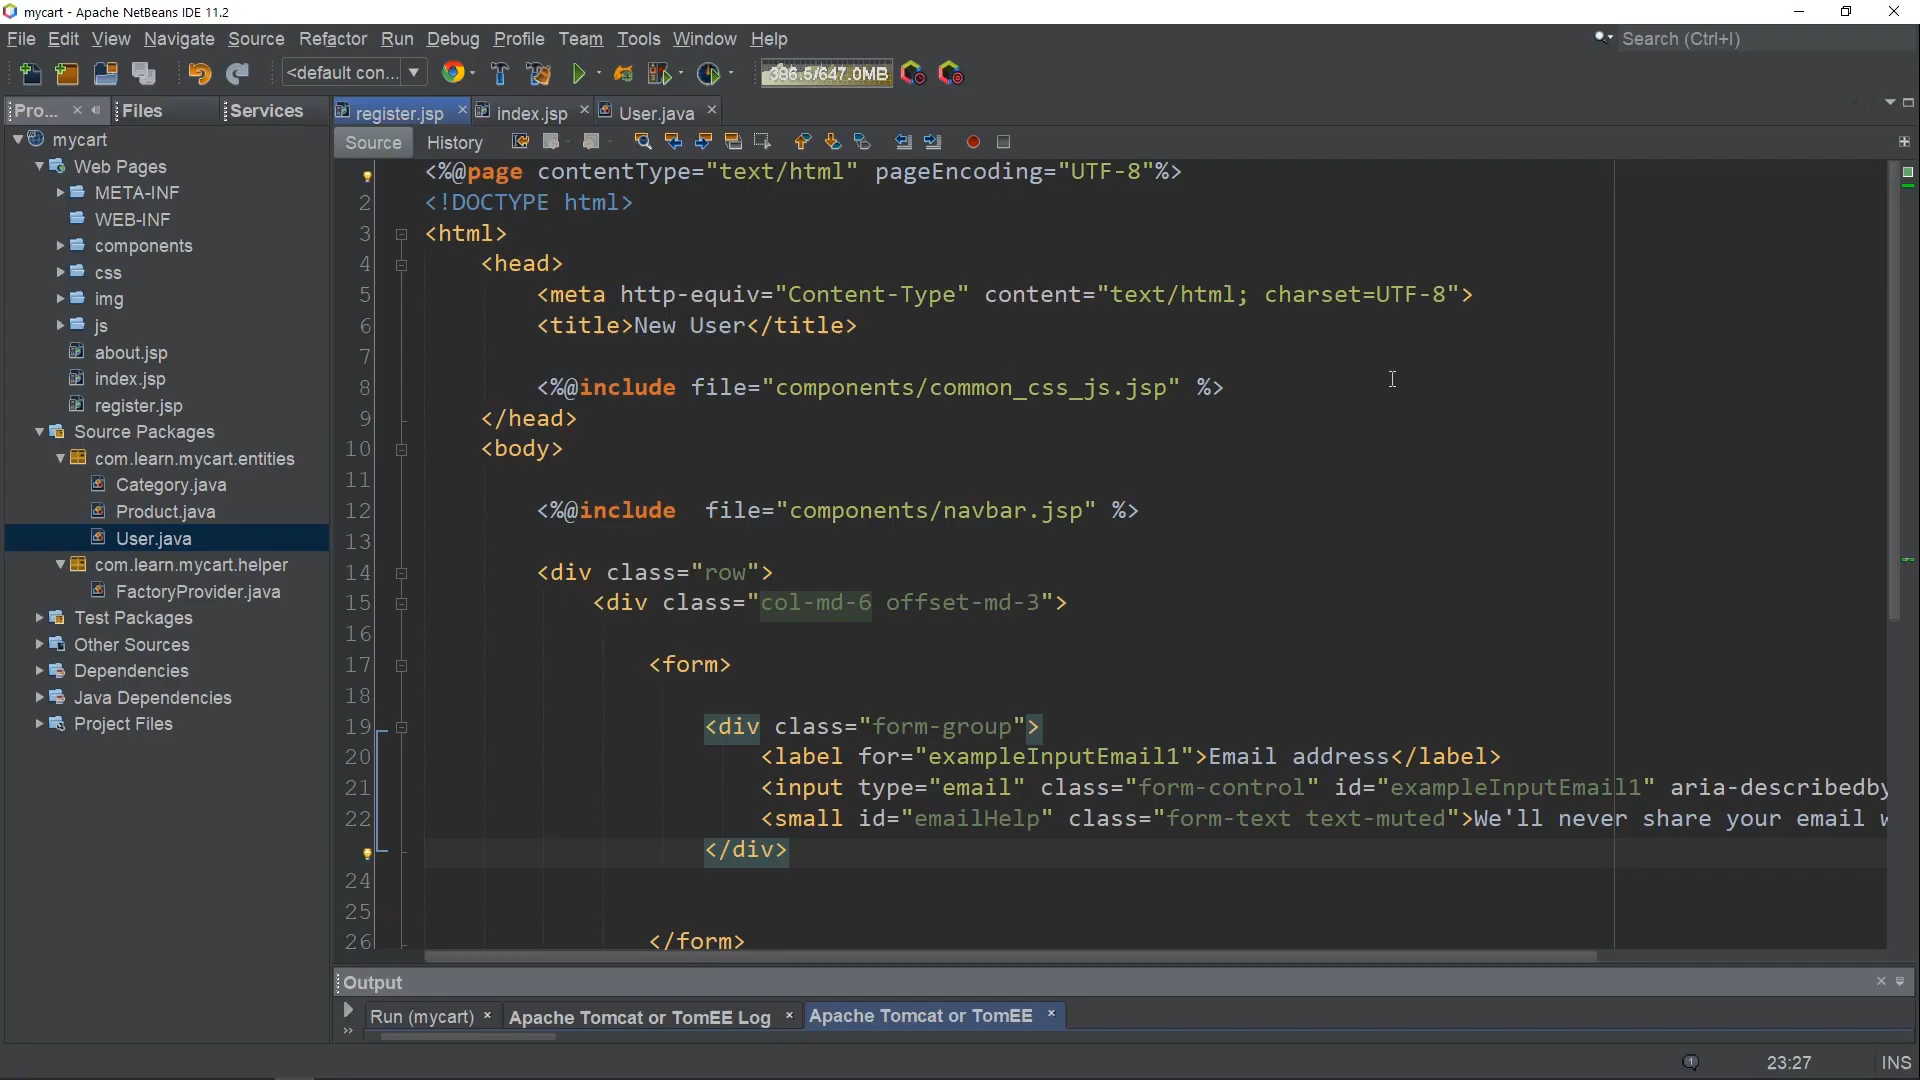 mycart - Apache NetBeans IDE 11.2
File Edit View Navigate Source Refactor Run Debug Profile Team Tools Window Help
Search (Ctrl+I)
<default con...
386.5/647.0MB
Pro... Files Services
register.jsp index.jsp User.java
Source History
mycart
Web Pages
META-INF
WEB-INF
components
css
img
js
about.jsp
index.jsp
register.jsp
Source Packages
com.learn.mycart.entities
Category.java
Product.java
User.java
com.learn.mycart.helper
FactoryProvider.java
Test Packages
Other Sources
Dependencies
Java Dependencies
Project Files
<%@page contentType="text/html" pageEncoding="UTF-8"%>
2 <!DOCTYPE html>
3 <html>
4 <head>
5 <meta http-equiv="Content-Type" content="text/html; charset=UTF-8">
6 <title>New User</title>
7
8 <%@include file="components/common_css_js.jsp" %>
9 </head>
10 <body>
11
12 <%@include  file="components/navbar.jsp" %>
13
14 <div class="row">
15 <div class="col-md-6 offset-md-3">
16
17 <form>
18
19 <div class="form-group">
20 <label for="exampleInputEmail1">Email address</label>
21 <input type="email" class="form-control" id="exampleInputEmail1" aria-describedby
22 <small id="emailHelp" class="form-text text-muted">We'll never share your email w
</div>
24
25
26 </form>
Output
Run (mycart) Apache Tomcat or TomEE Log Apache Tomcat or TomEE
1 23:27 INS